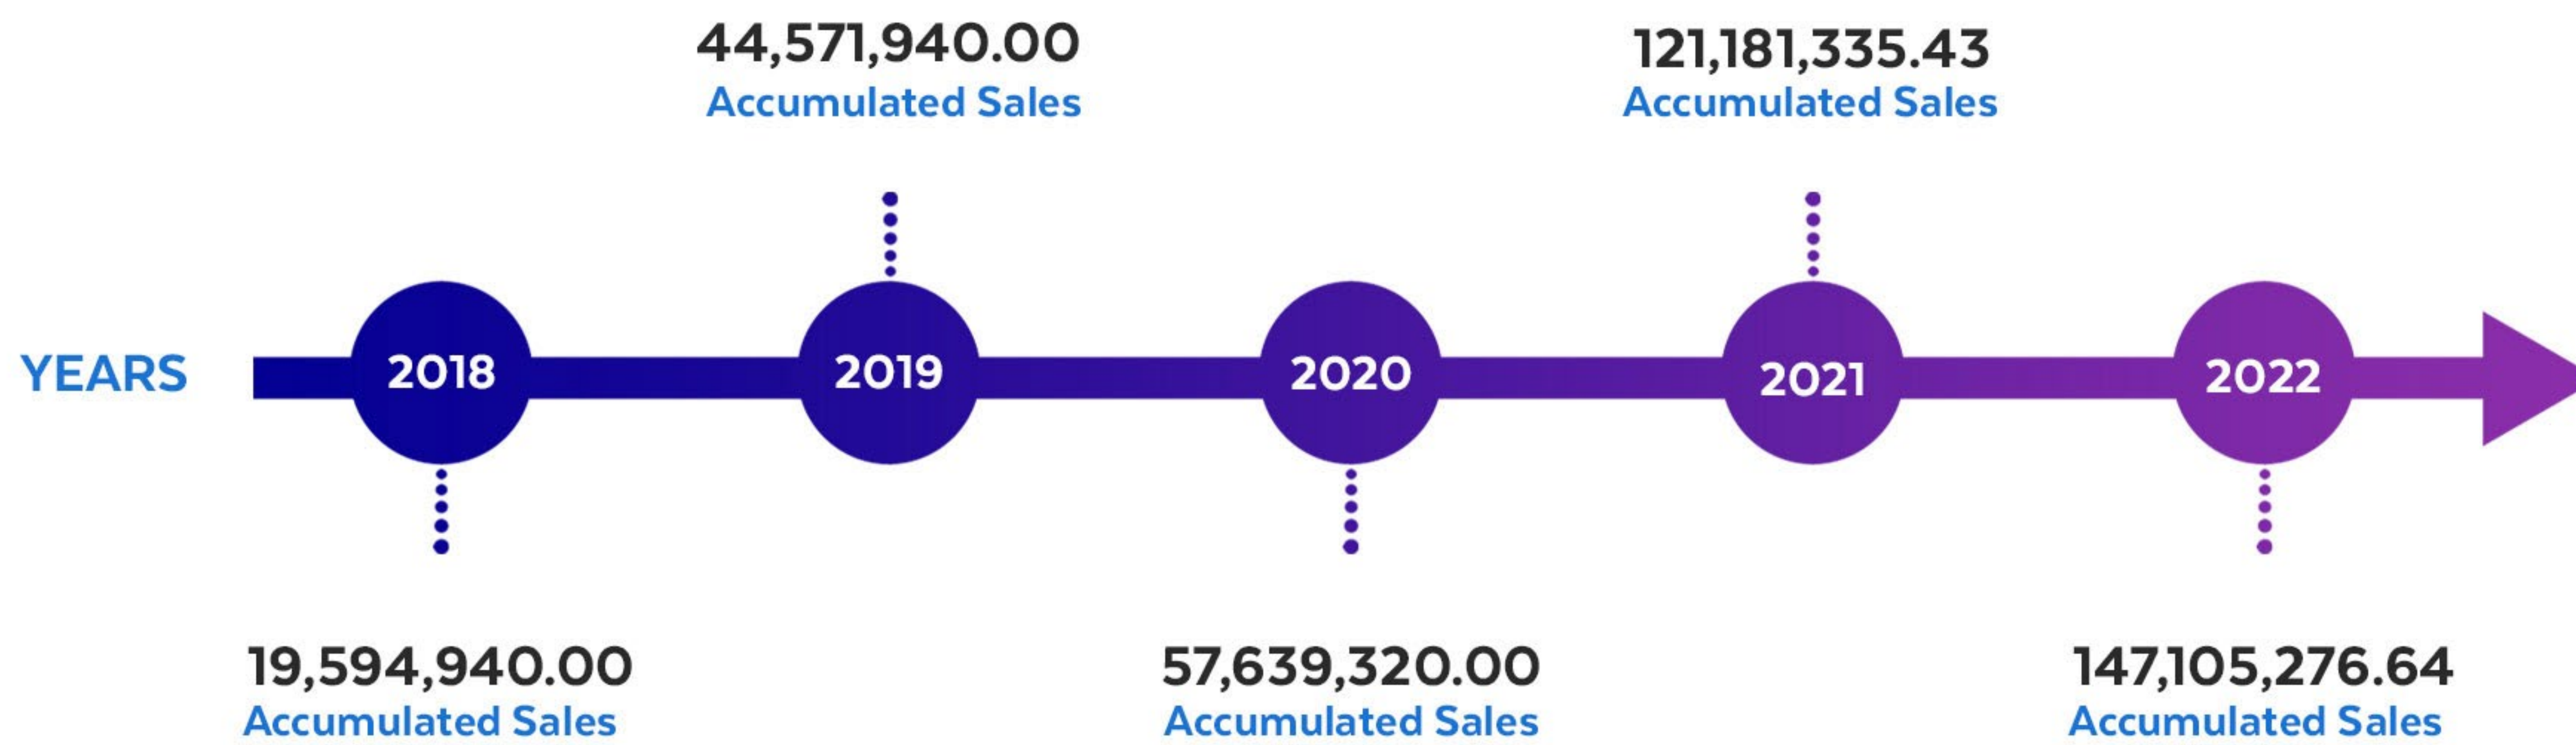 44,571,940.00
Accumulated Sales
121,181,335.43
Accumulated Sales
YEARS
2018
2019
2020
2021
2022
19,594,940.00
Accumulated Sales
57,639,320.00
Accumulated Sales
147,105,276.64
Accumulated Sales